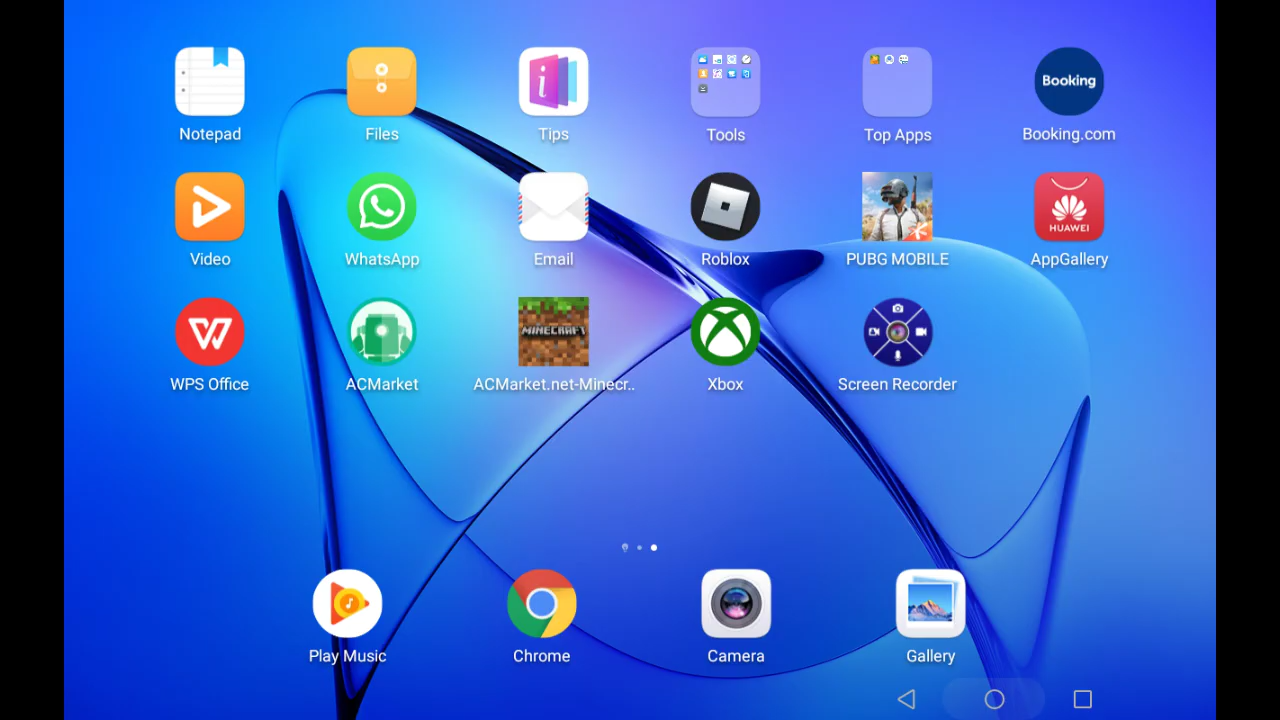 Booking
Notepad
Files
Tips
Tools
Top Apps
Booking.com
HUAWEI
Video
WhatsApp
Email
Roblox
PUBG MOBILE
AppGallery
MINECRAFT
WPS Office
ACMarket
ACMarket.net-Minecr..
Xbox
Screen Recorder
Play Music
Chrome
Camera
Gallery